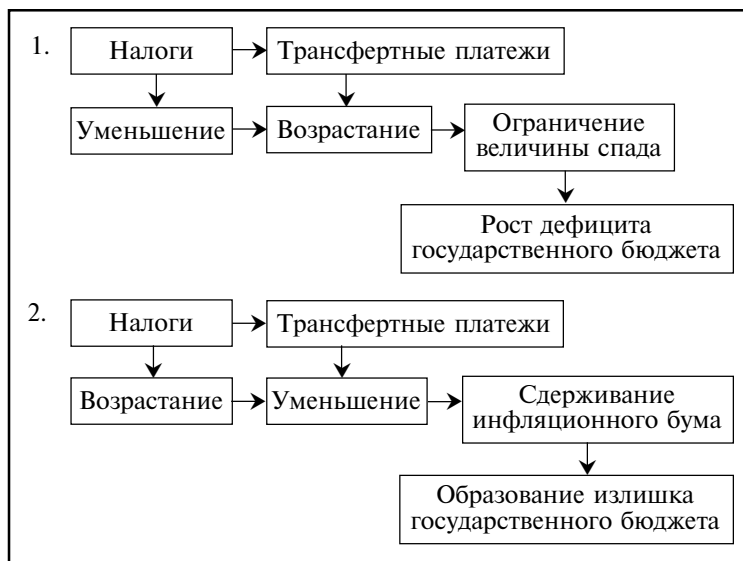 1.
Налоги
Трансфертные платежи
Уменьшение
Возрастание
Ограничение
величины спада
Рост дефицита
государственного бюджета
2.
Налоги
Трансфертные платежи
Возрастание
Уменьшение
Сдерживание
инфляционного бума
Образование излишка
государственного бюджета